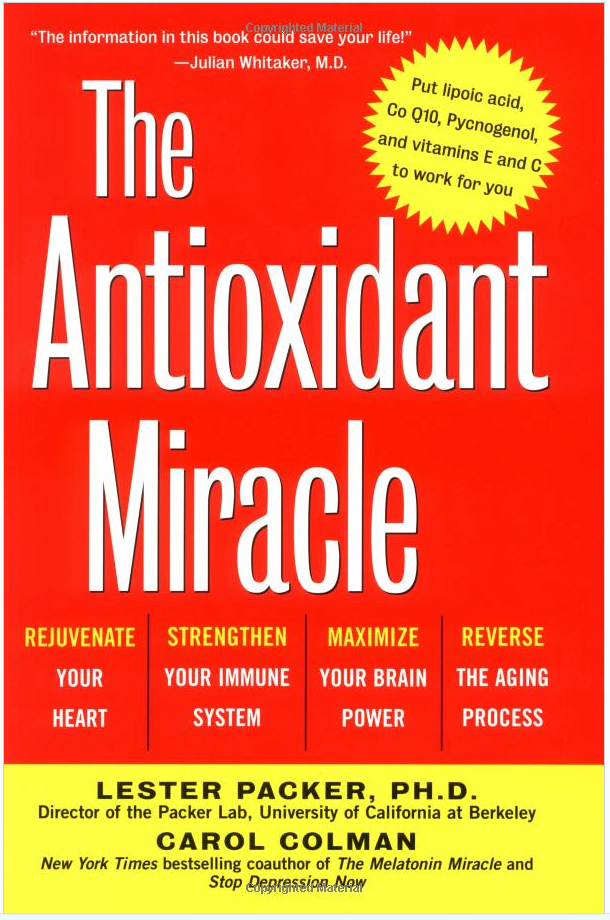 Copyrighted Material
“The information in this book could save your life!”
—Julian Whitaker, M.D.
Put lipoic acid,
Co Q10, Pycnogenol,
and vitamins E and C
to work for you
The
Antioxidant
Miracle
REJUVENATE
YOUR
HEART
STRENGTHEN
YOUR IMMUNE
SYSTEM
MAXIMIZE
YOUR BRAIN
POWER
REVERSE
THE AGING
PROCESS
LESTER PACKER, PH.D.
Director of the Packer Lab, University of California at Berkeley
CAROL COLMAN
New York Times bestselling coauthor of The Melatonin Miracle and
Stop Depression Now
Copyrighted Material